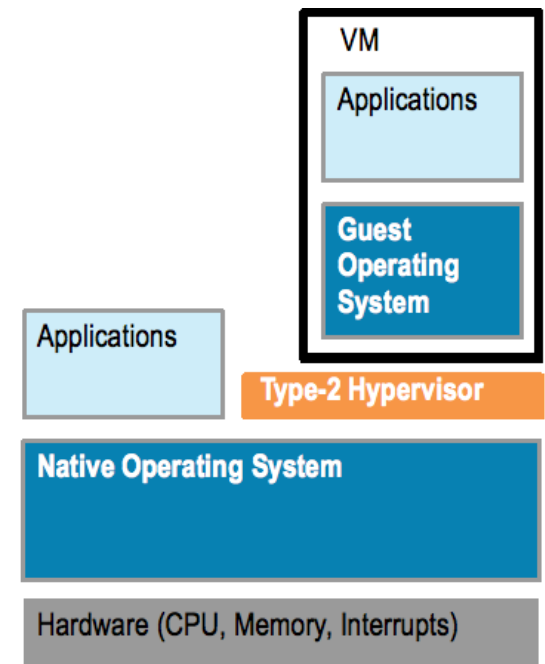 VM
Applications
Guest
Operating
System
Applications
Type-2 Hypervisor
Native Operating System
Hardware (CPU, Memory, Interrupts)